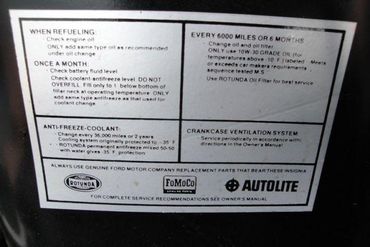 WHEN REFUELING:
· Check engine oil
ONLY add same type oil as recommended
under oil change
ONCE A MONTH:
· Check battery fluid level
Check coolant-antifreeze level. DO NOT
OVERFILL. Fill only to 1 below bottom of
filler neck at operating temperature. ONLY
ADD same type antifreeze as that used for
coolant change
ANTI-FREEZE-COOLANT:
· Change every 36,000 miles or 2 years
Cooling system originally protected to -35°F
· ROTUNDA permanent antifreeze mixed 50-50
with water gives -35°F. protection
EVERY 6000 MILES OR 6 MONTHS
· Change oil and oil filter
ONLY use 10W-30 GRADE OIL (for
temperatures above -10°F.) labeled: Meets
or exceeds car makers requirements
sequence tested M.S.
Use ROTUNDA Oil Filter for best service
CRANKCASE VENTILATION SYSTEM
· Service periodically in accordance with
directions in the Owner's Manual
ALWAYS USE GENUINE FORD MOTOR COMPANY REPLACEMENT PARTS THAT BEAR THESE INSIGNIA
ROTUNDA
FoMoCo
AUTOLITE
FOR COMPLETE SERVICE RECOMMENDATIONS SEE OWNER'S MANUAL